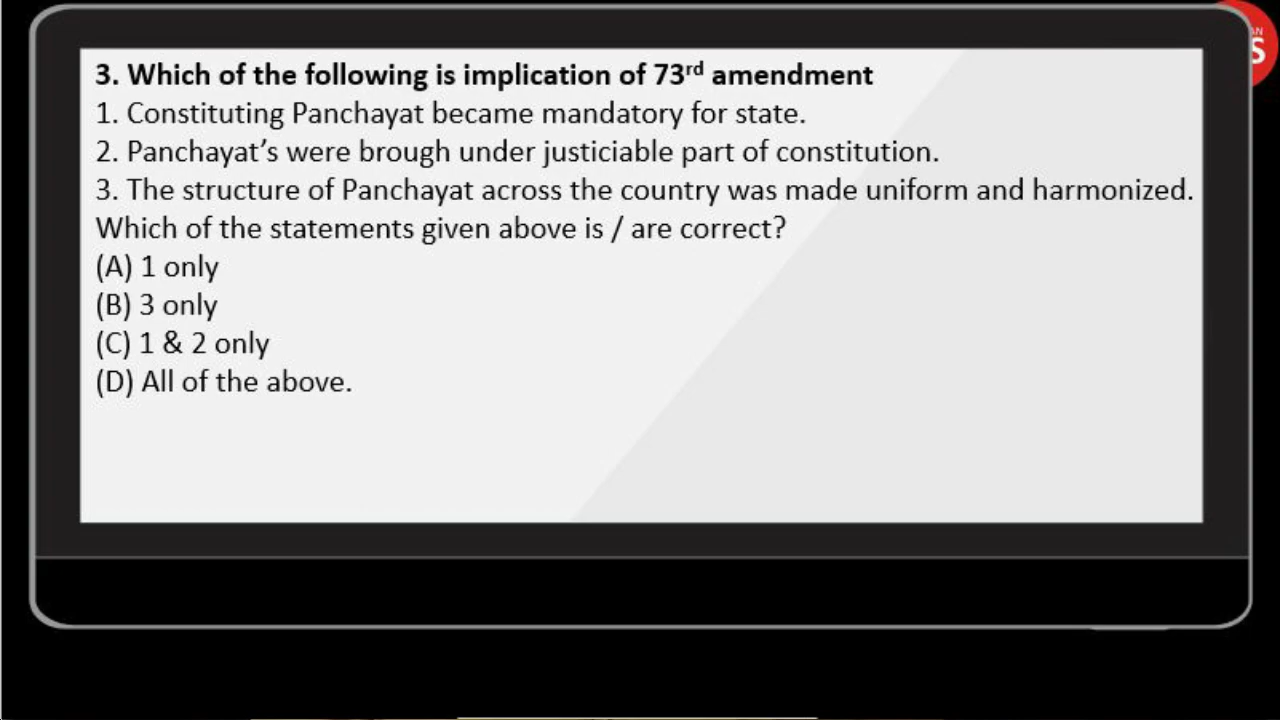 3. Which of the following is implication of 73rd amendment
1. Constituting Panchayat became mandatory for state.
2. Panchayat’s were brough under justiciable part of constitution.
3. The structure of Panchayat across the country was made uniform and harmonized.
Which of the statements given above is / are correct?
(A) 1 only
(B) 3 only
(C) 1 & 2 only
(D) All of the above.